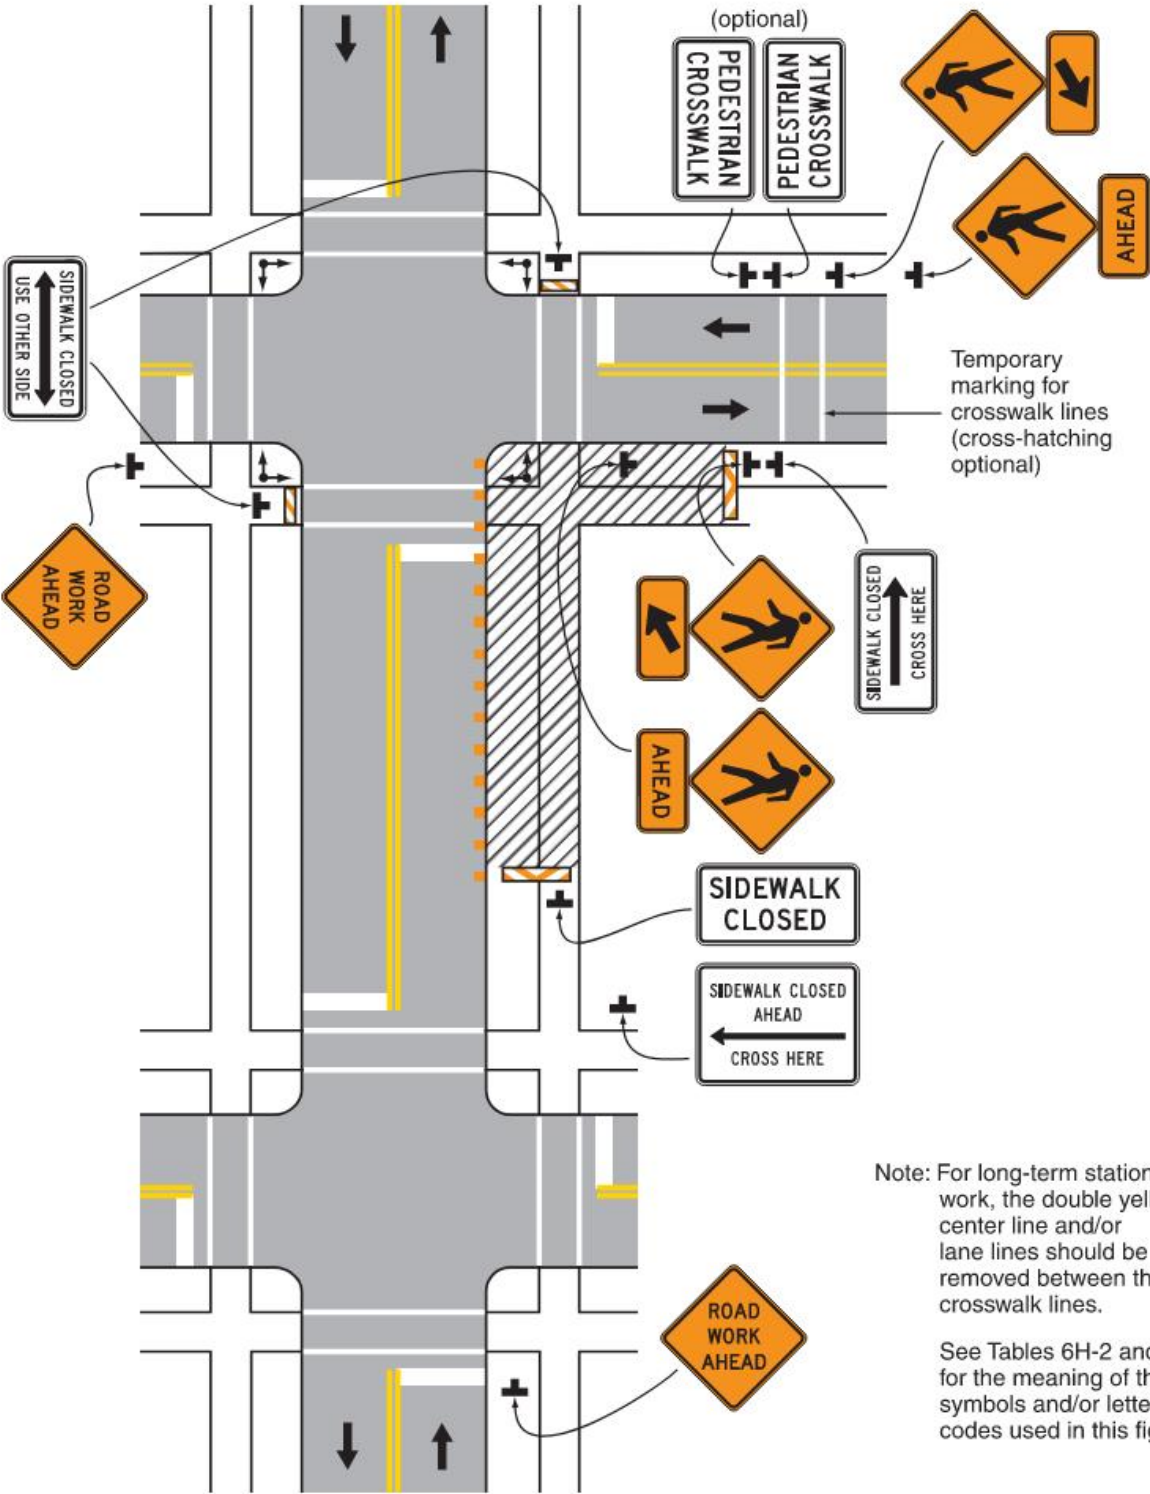 (optional)
PEDESTRIAN
CROSSWALK
PEDESTRIAN
CROSSWALK
AHEAD
SIDEWALK CLOSED
USE OTHER SIDE
Temporary
marking for
crosswalk lines
(cross-hatching
optional)
ROAD
WORK
AHEAD
SIDEWALK CLOSED
CROSS HERE
AHEAD
SIDEWALK
CLOSED
SIDEWALK CLOSED
AHEAD
CROSS HERE
ROAD
WORK
AHEAD
Note: For long-term station
work, the double yel
center line and/or
lane lines should be
removed between th
crosswalk lines.
See Tables 6H-2 and
for the meaning of th
symbols and/or lette
codes used in this fig